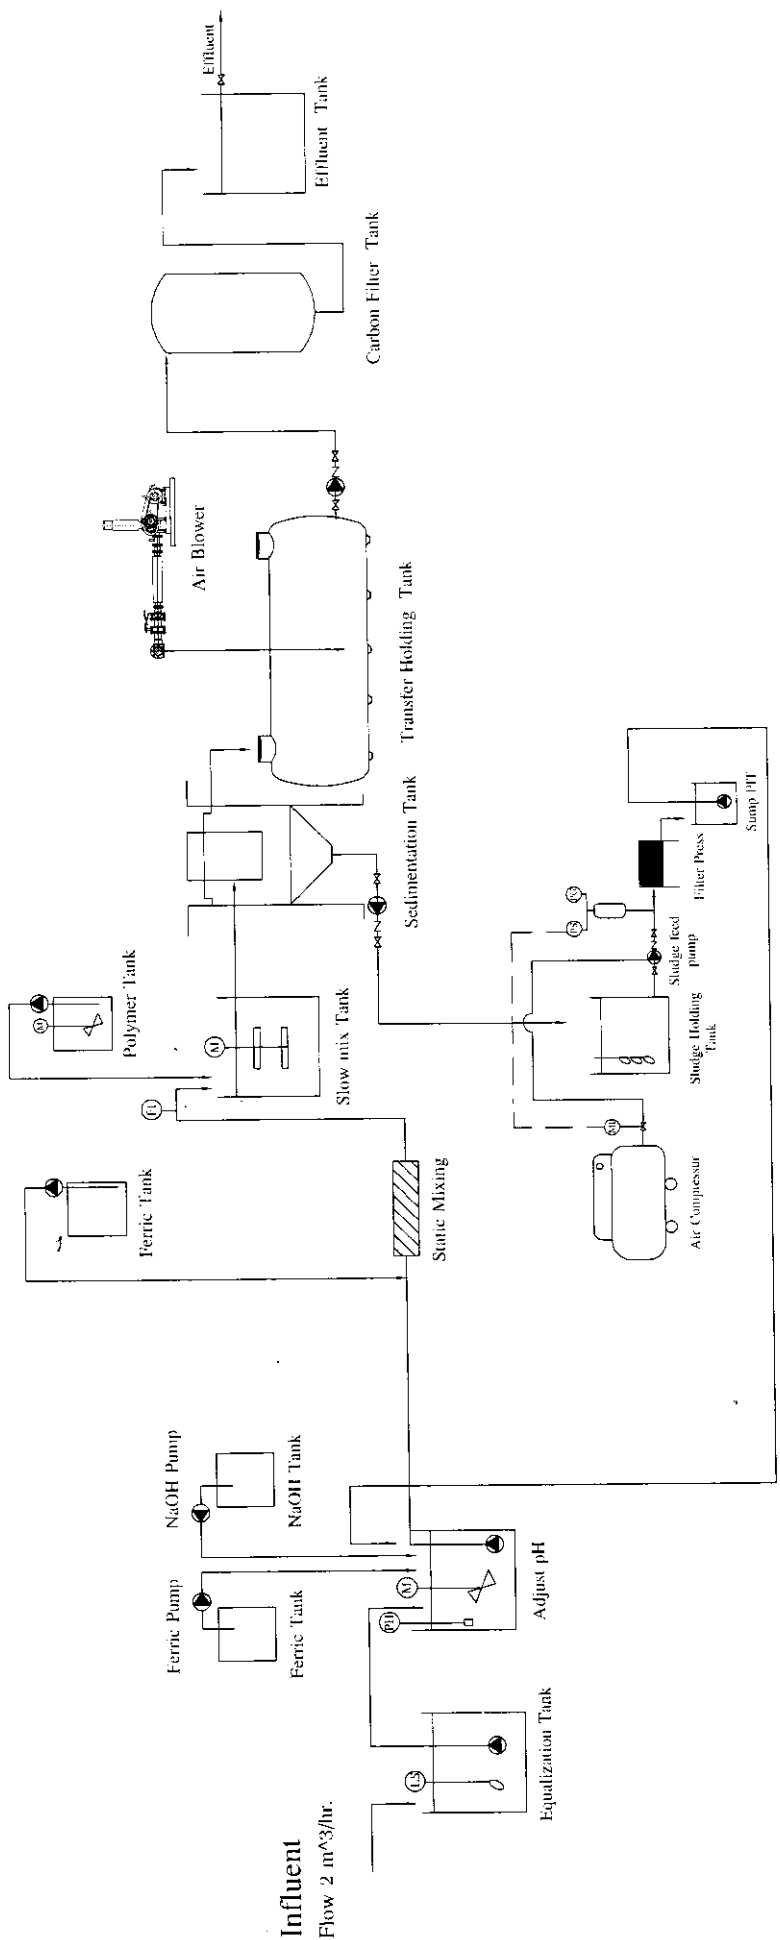 Influent
Flow 2 m^3/hr.
LS
Equalization Tank
Ferric Pump
Ferric Tank
NaOH Pump
NaOH Tank
PH
M
Adjust pH
Ferric Tank
Static Mixing
M
Polymer Tank
M
Slow mix Tank
Sedimentation Tank
Air Blower
Transfer Holding Tank
Carbon Filter Tank
Effluent
Effluent Tank
Air Compressor
Sludge Holding
Tank
Sludge feed
pump
Filter Press
Sump PIT